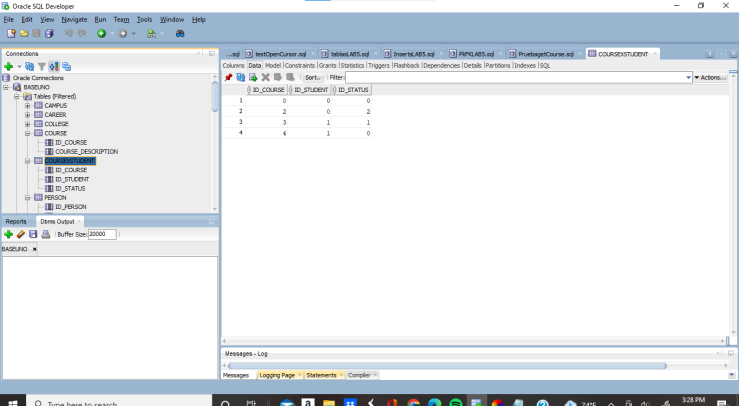 Oracle SQL Developer
File Edit View Navigate Run Team Tools Window Help
Connections
...sql testOpenCursor.sql tablasLAB5.sql InsertsLAB5.sql PkFKLAB5.sql PruebagetCourse.sql COURSEXSTUDENT
Columns Data Model Constraints Grants Statistics Triggers Flashback Dependencies Details Partitions Indexes SQL
Sort.. Filter: Actions...
Oracle Connections
BASEUNO
Tables (Filtered)
CAMPUS
CAREER
COLLEGE
COURSE
ID_COURSE
COURSE_DESCRIPTION
COURSEXSTUDENT
ID_COURSE
ID_STUDENT
ID_STATUS
PERSON
ID_PERSON
ID_COURSE ID_STUDENT ID_STATUS
1 0 0 0
2 2 0 2
3 3 1 1
4 4 1 0
Reports Dbms Output
Buffer Size: 20000
BASEUNO
Messages - Log
Messages Logging Page Statements Compiler
Type here to search
74°F
3:28 PM